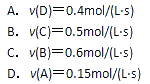 A. v(D)=0.4mol/(L·s)
B. v(C)=0.5mol/(L·s)
C. v(B)=0.6mol/(L·s)
D. v(A)=0.15mol/(L·s)